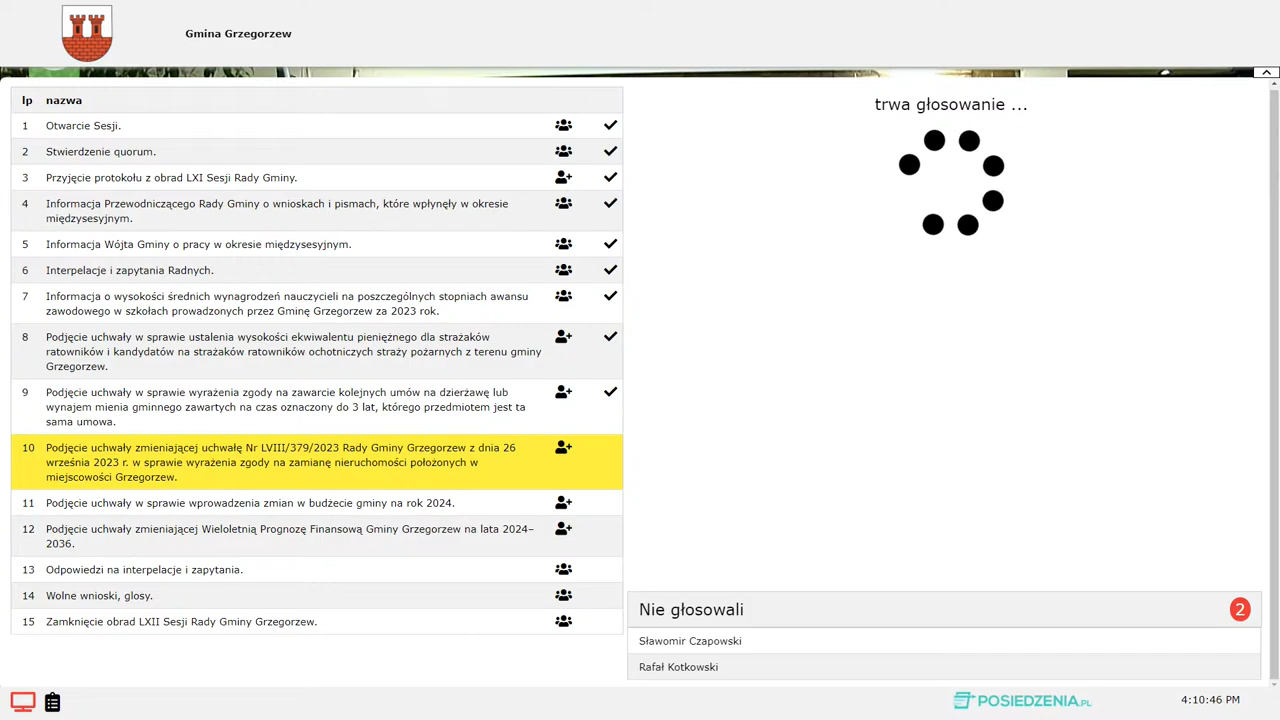 Gmina Grzegorzew
lp nazwa
1 Otwarcie Sesji.
2 Stwierdzenie quorum.
3 Przyjęcie protokołu z obrad LXI Sesji Rady Gminy.
4 Informacja Przewodniczącego Rady Gminy o wnioskach i pismach, które wpłynęły w okresie
międzysesyjnym.
5 Informacja Wójta Gminy o pracy w okresie międzysesyjnym.
6 Interpelacje i zapytania Radnych.
7 Informacja o wysokości średnich wynagrodzeń nauczycieli na poszczególnych stopniach awansu
zawodowego w szkołach prowadzonych przez Gminę Grzegorzew za 2023 rok.
8 Podjęcie uchwały w sprawie ustalenia wysokości ekwiwalentu pieniężnego dla strażaków
ratowników i kandydatów na strażaków ratowników ochotniczych straży pożarnych z terenu gminy
Grzegorzew.
9 Podjęcie uchwały w sprawie wyrażenia zgody na zawarcie kolejnych umów na dzierżawę lub
wynajem mienia gminnego zawartych na czas oznaczony do 3 lat, którego przedmiotem jest ta
sama umowa.
10 Podjęcie uchwały zmieniającej uchwałę Nr LVIII/379/2023 Rady Gminy Grzegorzew z dnia 26
września 2023 r. w sprawie wyrażenia zgody na zamianę nieruchomości położonych w
miejscowości Grzegorzew.
11 Podjęcie uchwały w sprawie wprowadzenia zmian w budżecie gminy na rok 2024.
12 Podjęcie uchwały zmieniającej Wieloletnią Prognozę Finansową Gminy Grzegorzew na lata 2024–
2036.
13 Odpowiedzi na interpelacje i zapytania.
14 Wolne wnioski, glosy.
15 Zamknięcie obrad LXII Sesji Rady Gminy Grzegorzew.
trwa głosowanie ...
Nie głosowali 2
Sławomir Czapowski
Rafał Kotkowski
POSIEDZENIA.PL
4:10:46 PM